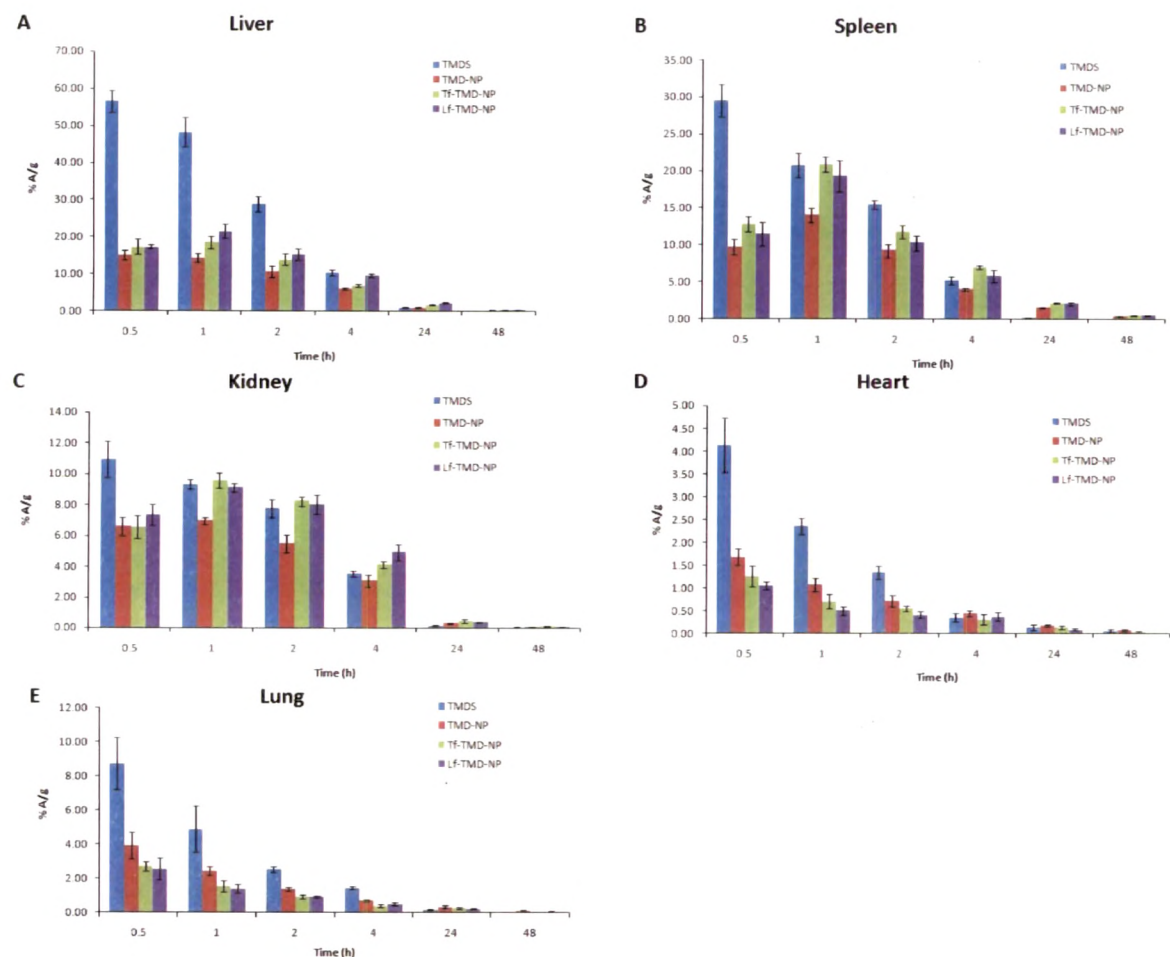 A
Liver
70.00
60.00
50.00
40.00
30.00
20.00
10.00
0.00
% A/g
TMDS
TMD-NP
Tf-TMD-NP
Lf-TMD-NP
0.5 1 2 4 24 48
Time (h)
B
Spleen
35.00
30.00
25.00
20.00
15.00
10.00
5.00
0.00
% A/g
TMDS
TMD-NP
Tf-TMD-NP
Lf-TMD-NP
0.5 1 2 4 24 48
Time (h)
C
Kidney
14.00
12.00
10.00
8.00
6.00
4.00
2.00
0.00
% A/g
TMDS
TMD-NP
Tf-TMD-NP
Lf-TMD-NP
0.5 1 2 4 24 48
Time (h)
D
Heart
5.00
4.50
4.00
3.50
3.00
2.50
2.00
1.50
1.00
0.50
0.00
% A/g
TMDS
TMD-NP
Tf-TMD-NP
Lf-TMD-NP
0.5 1 2 4 24 48
Time (h)
E
Lung
12.00
10.00
8.00
6.00
4.00
2.00
0.00
% A/g
TMDS
TMD-NP
Tf-TMD-NP
Lf-TMD-NP
0.5 1 2 4 24 48
Time (h)